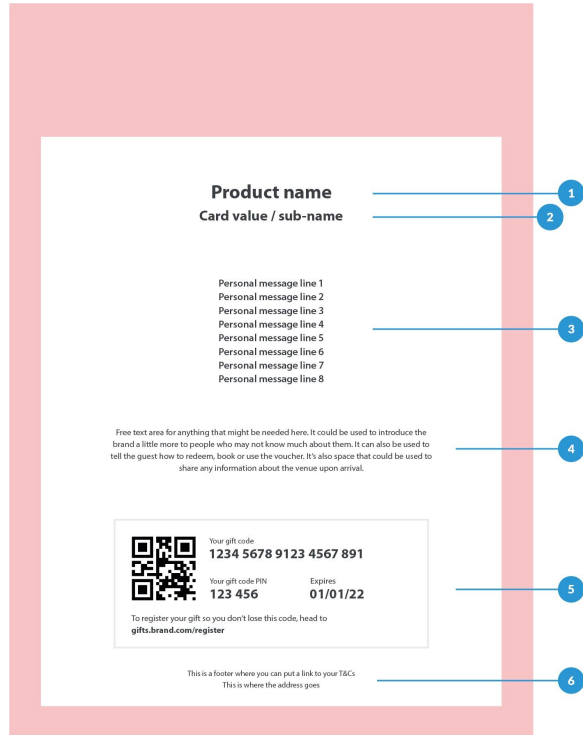 Product name
1
Card value / sub-name
2
Personal message line 1
Personal message line 2
Personal message line 3
Personal message line 4
3
Personal message line 5
Personal message line 6
Personal message line 7
Personal message line 8
Free text area for anything that might be needed here. It could be used to introduce the
brand a little more to people who may not know much about them. It can also be used to
4
tell the guest how to redeem, book or use the voucher. It's also space that could be used to
share any information about the venue upon arrival.
Your gift code
1234 5678 9123 4567 891
Your gift code PIN Expires
123 456 01/01/22
5
To register your gift so you don't lose this code, head to
gifts.brand.com/register
This is a footer where you can put a link to your T&Cs
This is where the address goes
6